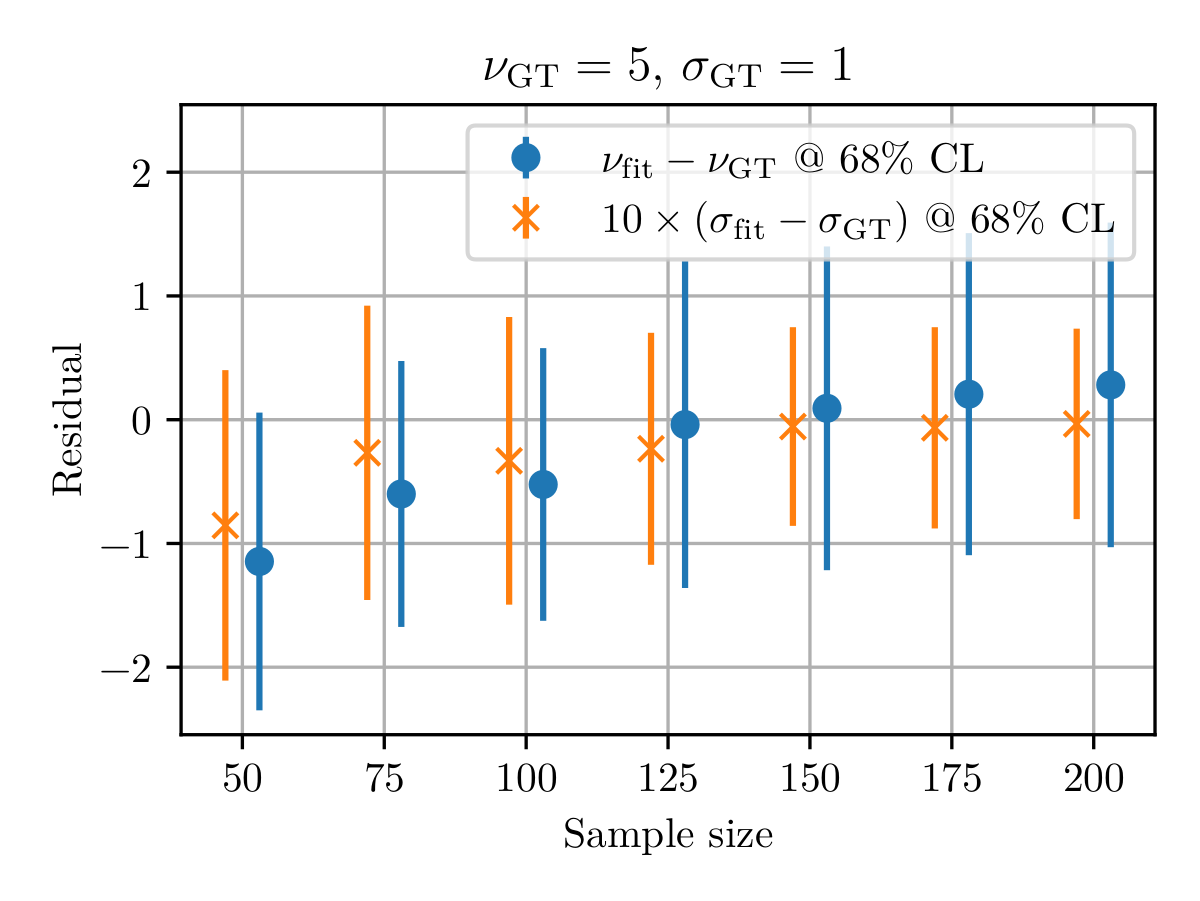 ν_GT = 5, σ_GT = 1
ν_fit − ν_GT @ 68% CL
10 × (σ_fit − σ_GT) @ 68% CL
Residual
2
1
0
−1
−2
50 75 100 125 150 175 200
Sample size